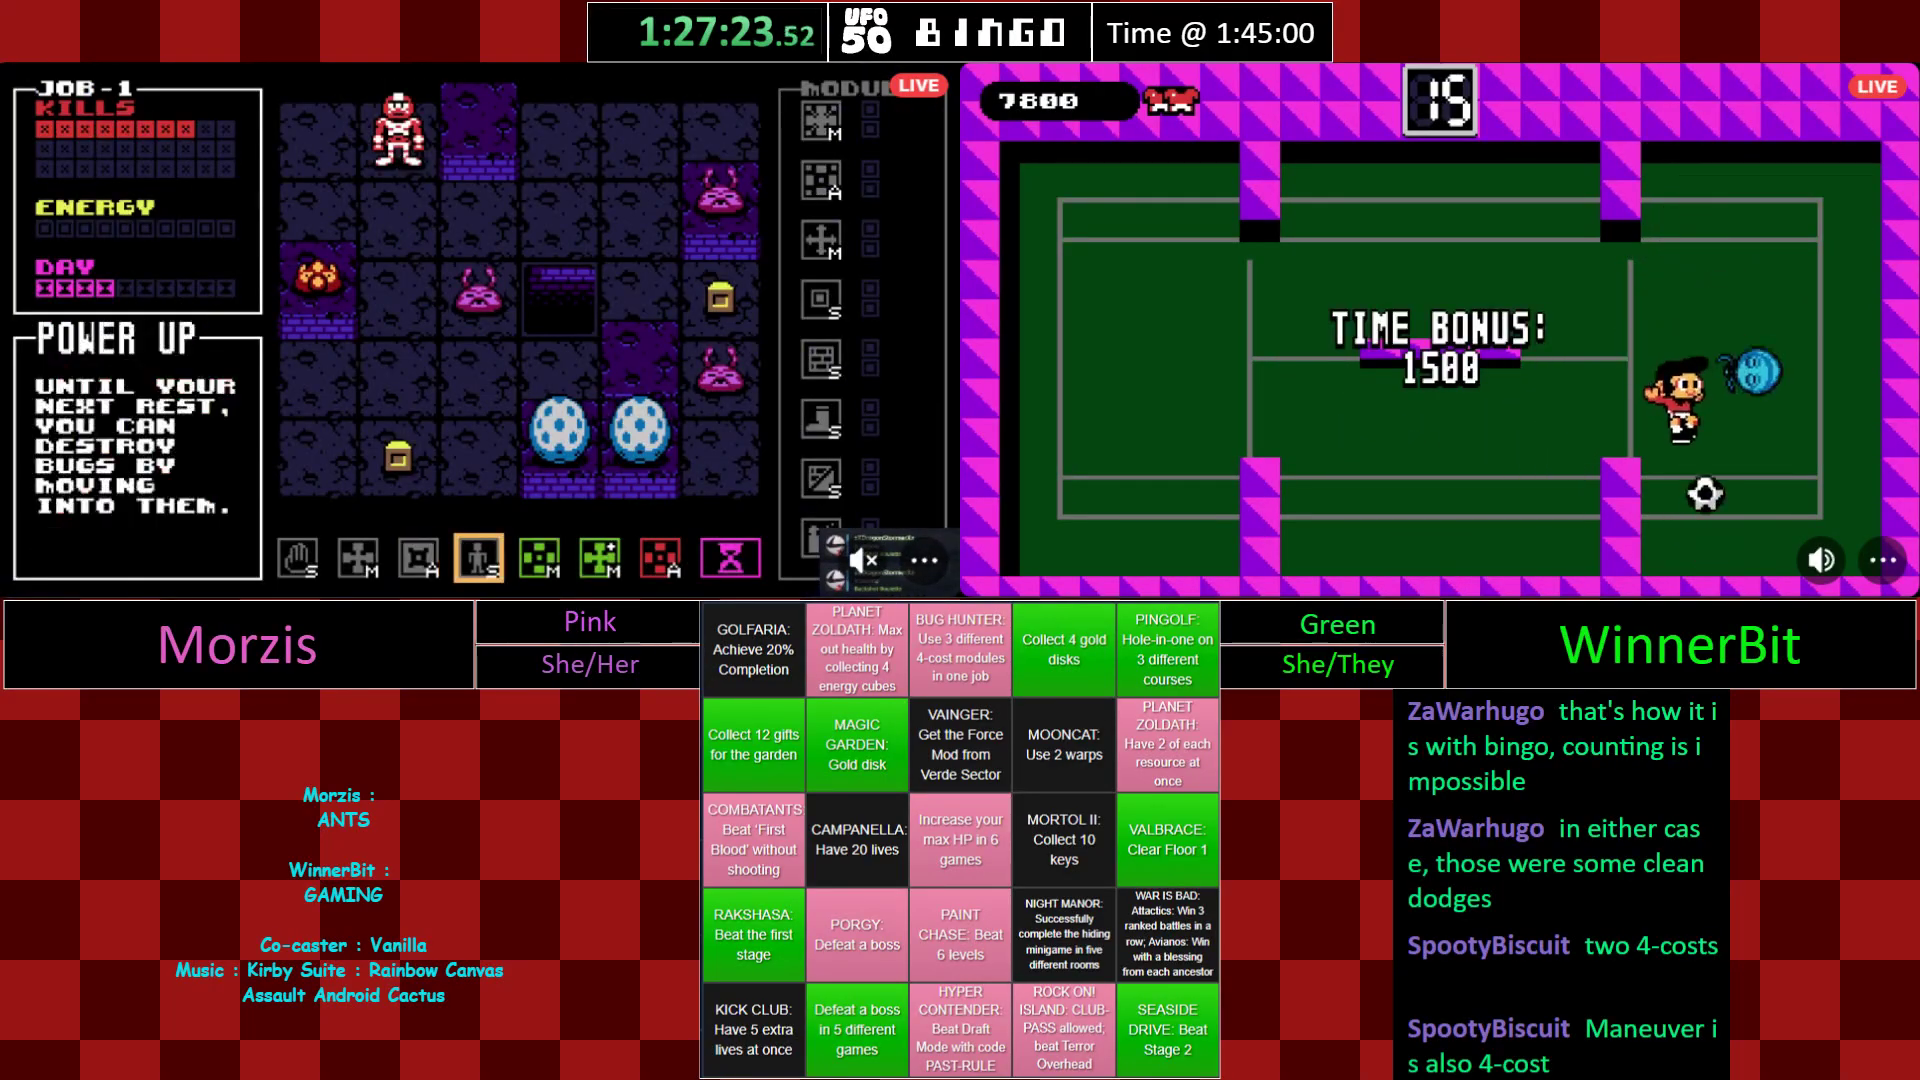 1:27:23.52
UFO 50
BINGO
Time @ 1:45:00
JOB-1
KILLS
ENERGY
DAY
POWER UP
UNTIL YOUR
NEXT REST,
YOU CAN
DESTROY
BUGS BY
MOVING
INTO THEM.
MODUL
LIVE
M
A
M
S
S
S
S
S
M
A
S
M
M
A
7800
15
LIVE
TIME BONUS:
1500
Morzis
Pink
She/Her
Green
She/They
WinnerBit
GOLFARIA:
Achieve 20%
Completion
PLANET
ZOLDATH: Max
out health by
collecting 4
energy cubes
BUG HUNTER:
Use 3 different
4-cost modules
in one job
Collect 4 gold
disks
PINGOLF:
Hole-in-one on
3 different
courses
Collect 12 gifts
for the garden
MAGIC
GARDEN:
Gold disk
VAINGER:
Get the Force
Mod from
Verde Sector
MOONCAT:
Use 2 warps
PLANET
ZOLDATH:
Have 2 of each
resource at
once
COMBATANTS:
Beat 'First
Blood' without
shooting
CAMPANELLA:
Have 20 lives
Increase your
max HP in 6
games
MORTOL II:
Collect 10
keys
VALBRACE:
Clear Floor 1
RAKSHASA:
Beat the first
stage
PORGY:
Defeat a boss
PAINT
CHASE: Beat
6 levels
NIGHT MANOR:
Successfully
complete the hiding
minigame in five
different rooms
WAR IS BAD:
Attactics: Win 3
ranked battles in a
row; Avianos: Win
with a blessing
from each ancestor
KICK CLUB:
Have 5 extra
lives at once
Defeat a boss
in 5 different
games
HYPER
CONTENDER:
Beat Draft
Mode with code
PAST-RULE
ROCK ON!
ISLAND: CLUB-
PASS allowed;
beat Terror
Overhead
SEASIDE
DRIVE: Beat
Stage 2
Morzis :
ANTS
WinnerBit :
GAMING
Co-caster : Vanilla
Music : Kirby Suite : Rainbow Canvas
Assault Android Cactus
ZaWarhugo that's how it i
s with bingo, counting is i
mpossible
ZaWarhugo in either cas
e, those were some clean
dodges
SpootyBiscuit two 4-costs
SpootyBiscuit Maneuver i
s also 4-cost